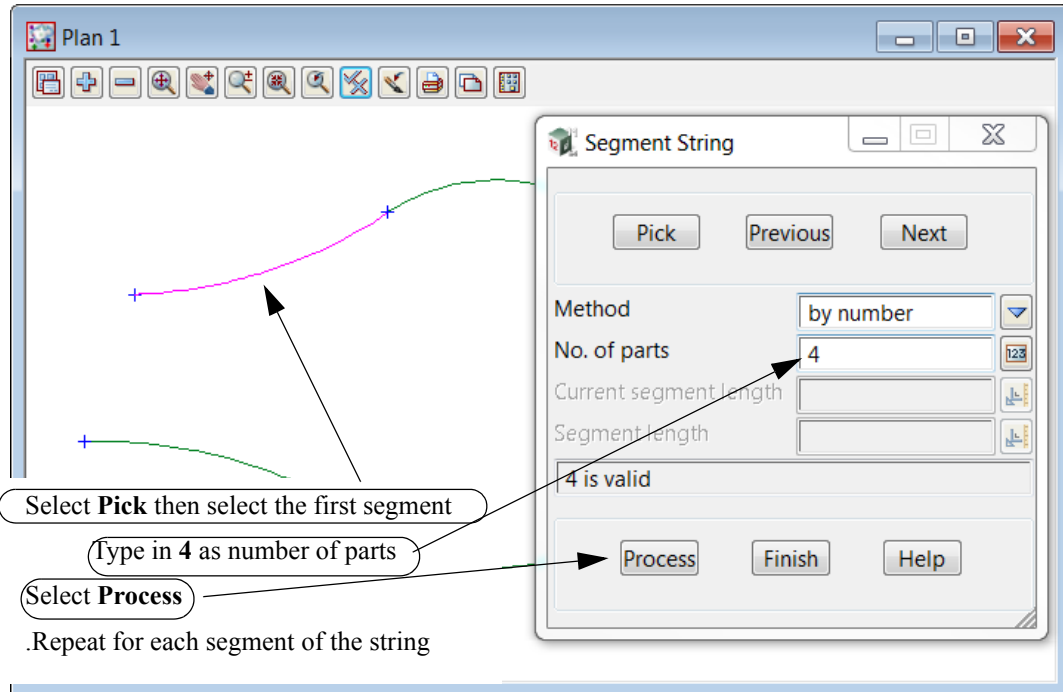 Plan 1
Segment String
Pick Previous Next
Method by number
No. of parts 4
123
Current segment length
Segment length
4 is valid
Process Finish Help
Select Pick then select the first segment
Type in 4 as number of parts
Select Process
.Repeat for each segment of the string